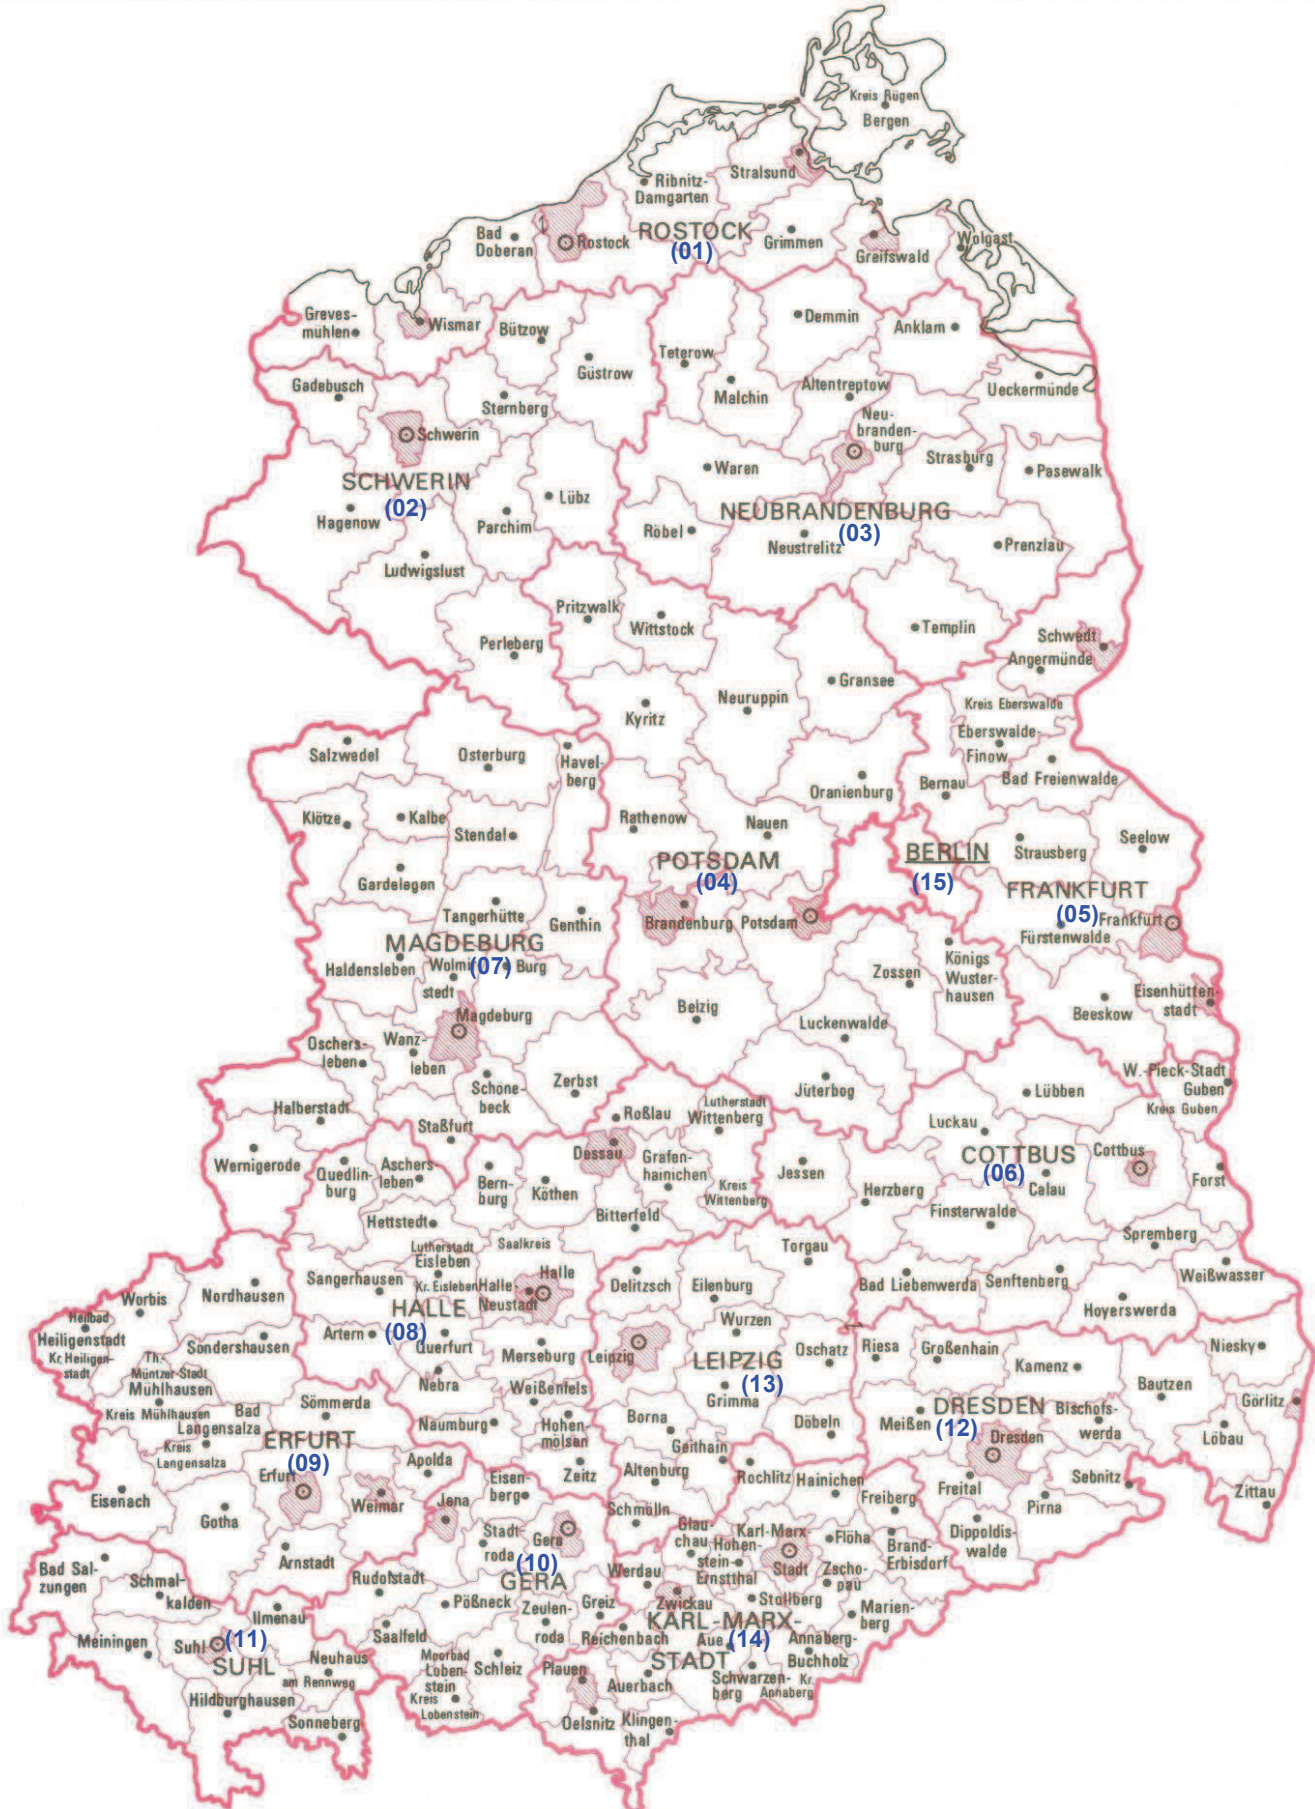 Kreis Rügen
Bergen
Stralsund
Ribnitz-
Damgarten
ROSTOCK
(01)
Bad
Doberan
1
Rostock
Grimmen
Greifswald
Wolgast
Greves-
mühlen
Wismar
Bützow
Güstrow
Teterow
Demmin
Anklam
Gadebusch
Sternberg
Malchin
Altentreptow
Ueckermünde
Schwerin
Neu-
branden-
burg
Waren
Strasburg
Pasewalk
SCHWERIN
(02)
Hagenow
Parchim
Lübz
Röbel
NEUBRANDENBURG
(03)
Neustrelitz
Prenzlau
Ludwigslust
Pritzwalk
Wittstock
Templin
Schwedt
Angermünde
Perleberg
Gransee
Kyritz
Neuruppin
Kreis Eberswalde
Eberswalde-
Finow
Salzwedel
Osterburg
Havel-
berg
Oranienburg
Bernau
Bad Freienwalde
Klötze
Kalbe
Stendal
Rathenow
Nauen
Strausberg
Seelow
Gardelegen
POTSDAM
(04)
BERLIN
(15)
FRANKFURT
(05)
Frankfurt
Fürstenwalde
Tangerhütte
Genthin
Brandenburg
Potsdam
MAGDEBURG
(07)
Haldensleben
Wolmi
stedt
Burg
Zossen
Königs
Wuster-
hausen
Eisenhütten-
stadt
Beeskow
Magdeburg
Belzig
Luckenwalde
Oschers-
leben
Wanz-
leben
Schöne-
beck
Zerbst
Jüterbog
Lübben
W.-Pieck-Stadt
Guben
Kreis Guben
Halberstadt
Staßfurt
Roßlau
Lutherstadt
Wittenberg
Luckau
Wernigerode
Quedlin-
burg
Aschers-
leben
Bern-
burg
Köthen
Dessau
Grafen-
hainichen
Kreis
Wittenberg
Jessen
COTTBUS
(06)
Calau
Cottbus
Forst
Herzberg
Hettstedt
Bitterfeld
Finsterwalde
Spremberg
Lutherstadt
Eisleben
Saalkreis
Torgau
Sangerhausen
Kr. Eisleben
Halle
Neustadt
Halle
Delitzsch
Eilenburg
Bad Liebenwerda
Senftenberg
Weißwasser
Hoyerswerda
Nordhausen
Worbis
Heilbad
Heiligenstadt
Kr. Heiligen-
stadt
HALLE
(08)
Artern
Querfurt
Merseburg
Leipzig
Wurzen
LEIPZIG
(13)
Oschatz
Riesa
Großenhain
Kamenz
Niesky
Sondershausen
Th.-
Müntzer-Stadt
Mühlhausen
Kreis Mühlhausen
Nebra
Weißenfels
Grimma
Bautzen
Görlitz
Sömmerda
Bad
Langensalza
Kreis
Langensalza
Naumburg
Hohen-
mölsen
Borna
Döbeln
Meißen
DRESDEN
(12)
Dresden
Bischofs-
werda
Löbau
ERFURT
(09)
Erfurt
Apolda
Zeitz
Geithain
Altenburg
Rochlitz
Hainichen
Freital
Sebnitz
Pirna
Zittau
Eisenach
Gotha
Weimar
Jena
Eisen-
berg
Schmölln
Freiberg
Dippoldis-
walde
Arnstadt
Stadt-
roda
Gera
(10)
GERA
Glau-
chau
Hohen-
stein-
Ernstthal
Karl-Marx-
Stadt
Flöha
Brand-
Erbisdorf
Zscho-
pau
Bad Sal-
zungen
Schmal-
kalden
Rudolstadt
Werdau
Zwickau
Stollberg
Marien-
berg
Ilmenau
Pößneck
Zeulen-
roda
Greiz
Reichenbach
KARL-MARX-
STADT
(14)
Aue
Annaberg-
Buchholz
Kr.
Annaberg
Meiningen
Suhl
(11)
SUHL
Saalfeld
Neuhaus
am Rennweg
Moorbad
Loben-
stein
Kreis
Lobenstein
Schleiz
Plauen
Auerbach
Schwarzen-
berg
Hildburghausen
Sonneberg
Oelsnitz
Klingen-
thal